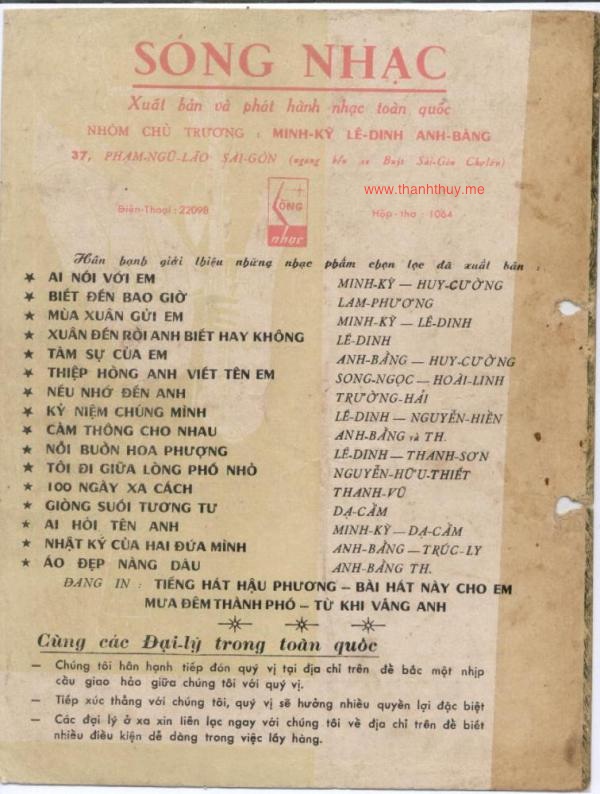 SÓNG NHẠC
Xuất bản và phát hành nhạc toàn quốc
NHÓM CHỦ TRƯƠNG : MINH-KỲ LÊ-DINH ANH-BẰNG
37, PHẠM-NGŨ-LÃO SÀI-GÒN (ngang bến xe Buýt Sài-Gòn Chợlớn)
www.thanhthuy.me
Điện-Thoại : 22098
SÓNG
nhạc
Hộp-thơ : 1064
Hân hạnh giới thiệu những nhạc phẩm chọn lọc đã xuất bản :
★ AI NÓI VỚI EM MINH-KỲ — HUY-CƯỜNG
★ BIẾT ĐẾN BAO GIỜ LAM-PHƯƠNG
★ MÙA XUÂN GỬI EM MINH-KỲ — LÊ-DINH
★ XUÂN ĐẾN RỒI ANH BIẾT HAY KHÔNG LÊ-DINH
★ TÂM SỰ CỦA EM ANH-BẰNG — HUY-CƯỜNG
★ THIỆP HỒNG ANH VIẾT TÊN EM SONG-NGỌC — HOÀI-LINH
★ NẾU NHỚ ĐẾN ANH TRƯỜNG-HẢI
★ KỶ NIỆM CHÚNG MÌNH LÊ-DINH — NGUYỄN-HIỀN
★ CẢM THÔNG CHO NHAU ANH-BẰNG và TH.
★ NỖI BUỒN HOA PHƯỢNG LÊ-DINH — THANH-SƠN
★ TÔI ĐI GIỮA LÒNG PHỐ NHỎ NGUYỄN-HỮU-THIẾT
★ 100 NGÀY XA CÁCH THANH-VŨ
★ GIÒNG SUỐI TƯƠNG TƯ DẠ-CẦM
★ AI HỎI TÊN ANH MINH-KỲ — DẠ-CẦM
★ NHẬT KÝ CỦA HAI ĐỨA MÌNH ANH-BẰNG — TRÚC-LY
★ ÁO ĐẸP NÀNG DÂU ANH-BẰNG TH.
ĐANG IN : TIẾNG HÁT HẬU PHƯƠNG – BÀI HÁT NÀY CHO EM
MƯA ĐÊM THÀNH PHỐ – TỪ KHI VẮNG ANH
Cùng các Đại-lý trong toàn quốc
— Chúng tôi hân hạnh tiếp đón quý vị tại địa chỉ trên để bắc một nhịp
cầu giao hảo giữa chúng tôi với quý vị.
— Tiếp xúc thẳng với chúng tôi, quý vị sẽ hưởng nhiều quyền lợi đặc biệt
— Các đại lý ở xa xin liên lạc ngay với chúng tôi về địa chỉ trên để biết
nhiều điều kiện dễ dàng trong việc lấy hàng.